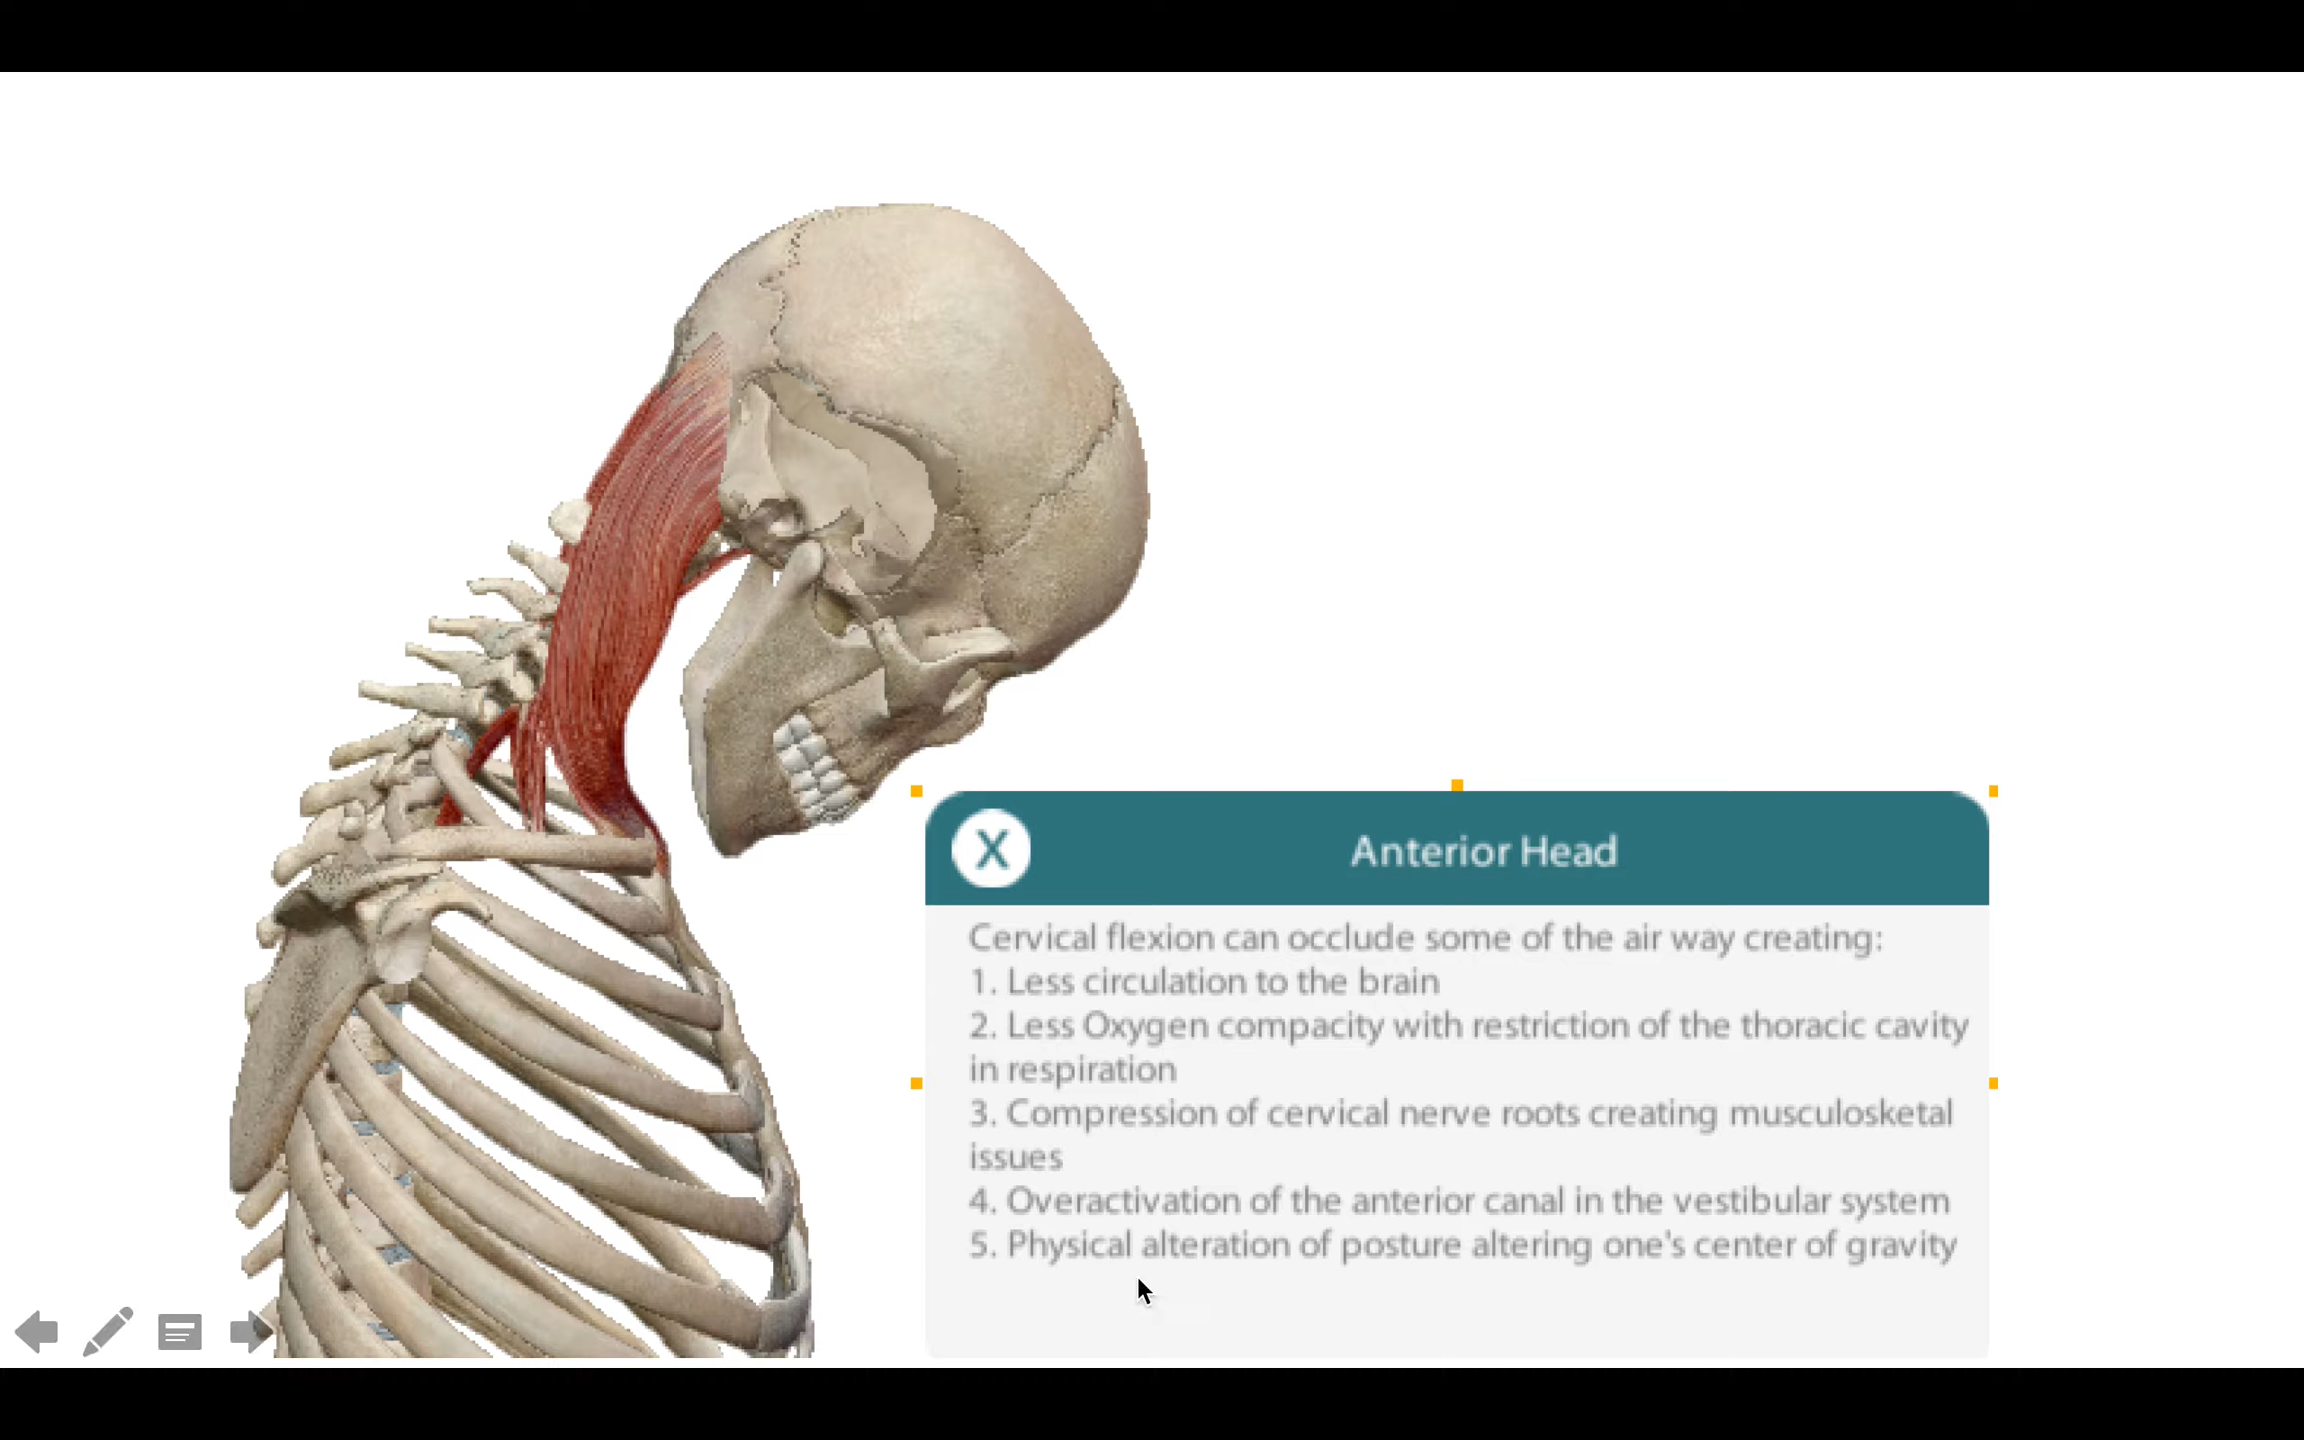 X
Anterior Head
Cervical flexion can occlude some of the air way creating:
1. Less circulation to the brain
2. Less Oxygen compacity with restriction of the thoracic cavity
in respiration
3. Compression of cervical nerve roots creating musculosketal
issues
4. Overactivation of the anterior canal in the vestibular system
5. Physical alteration of posture altering one's center of gravity